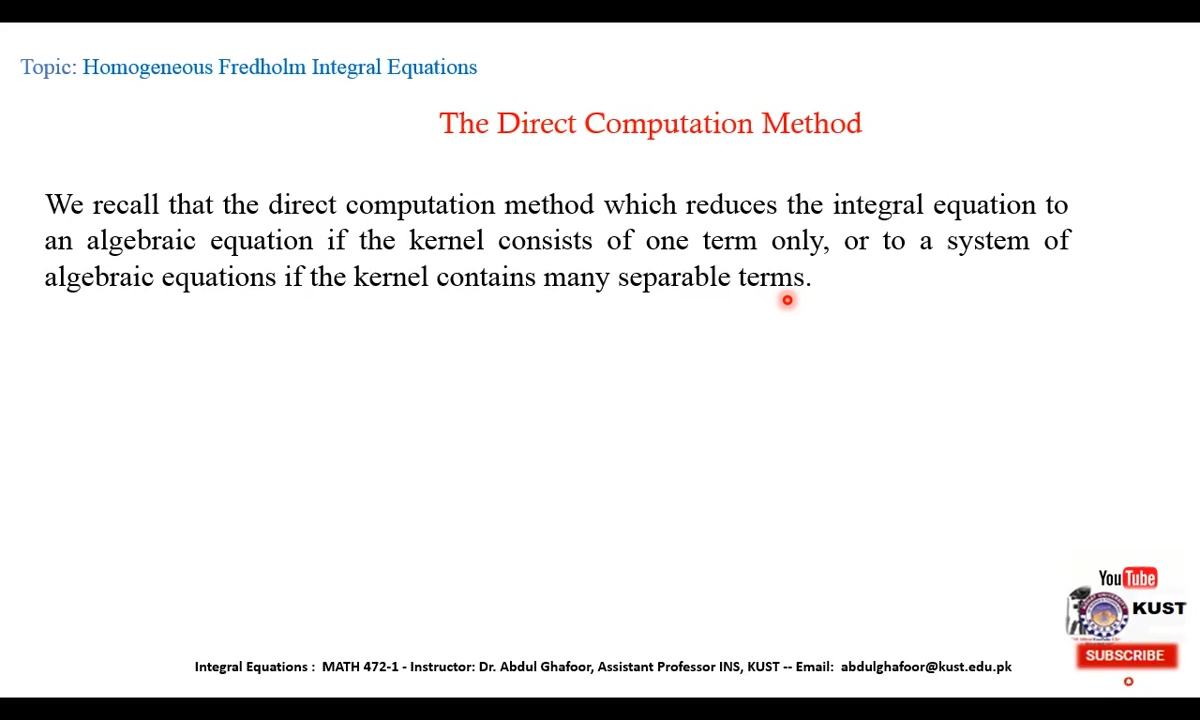 Topic: Homogeneous Fredholm Integral Equations
The Direct Computation Method
We recall that the direct computation method which reduces the integral equation to
an algebraic equation if the kernel consists of one term only, or to a system of
algebraic equations if the kernel contains many separable terms.
YouTube
KUST
SUBSCRIBE
Integral Equations : MATH 472-1 - Instructor: Dr. Abdul Ghafoor, Assistant Professor INS, KUST -- Email: abdulghafoor@kust.edu.pk